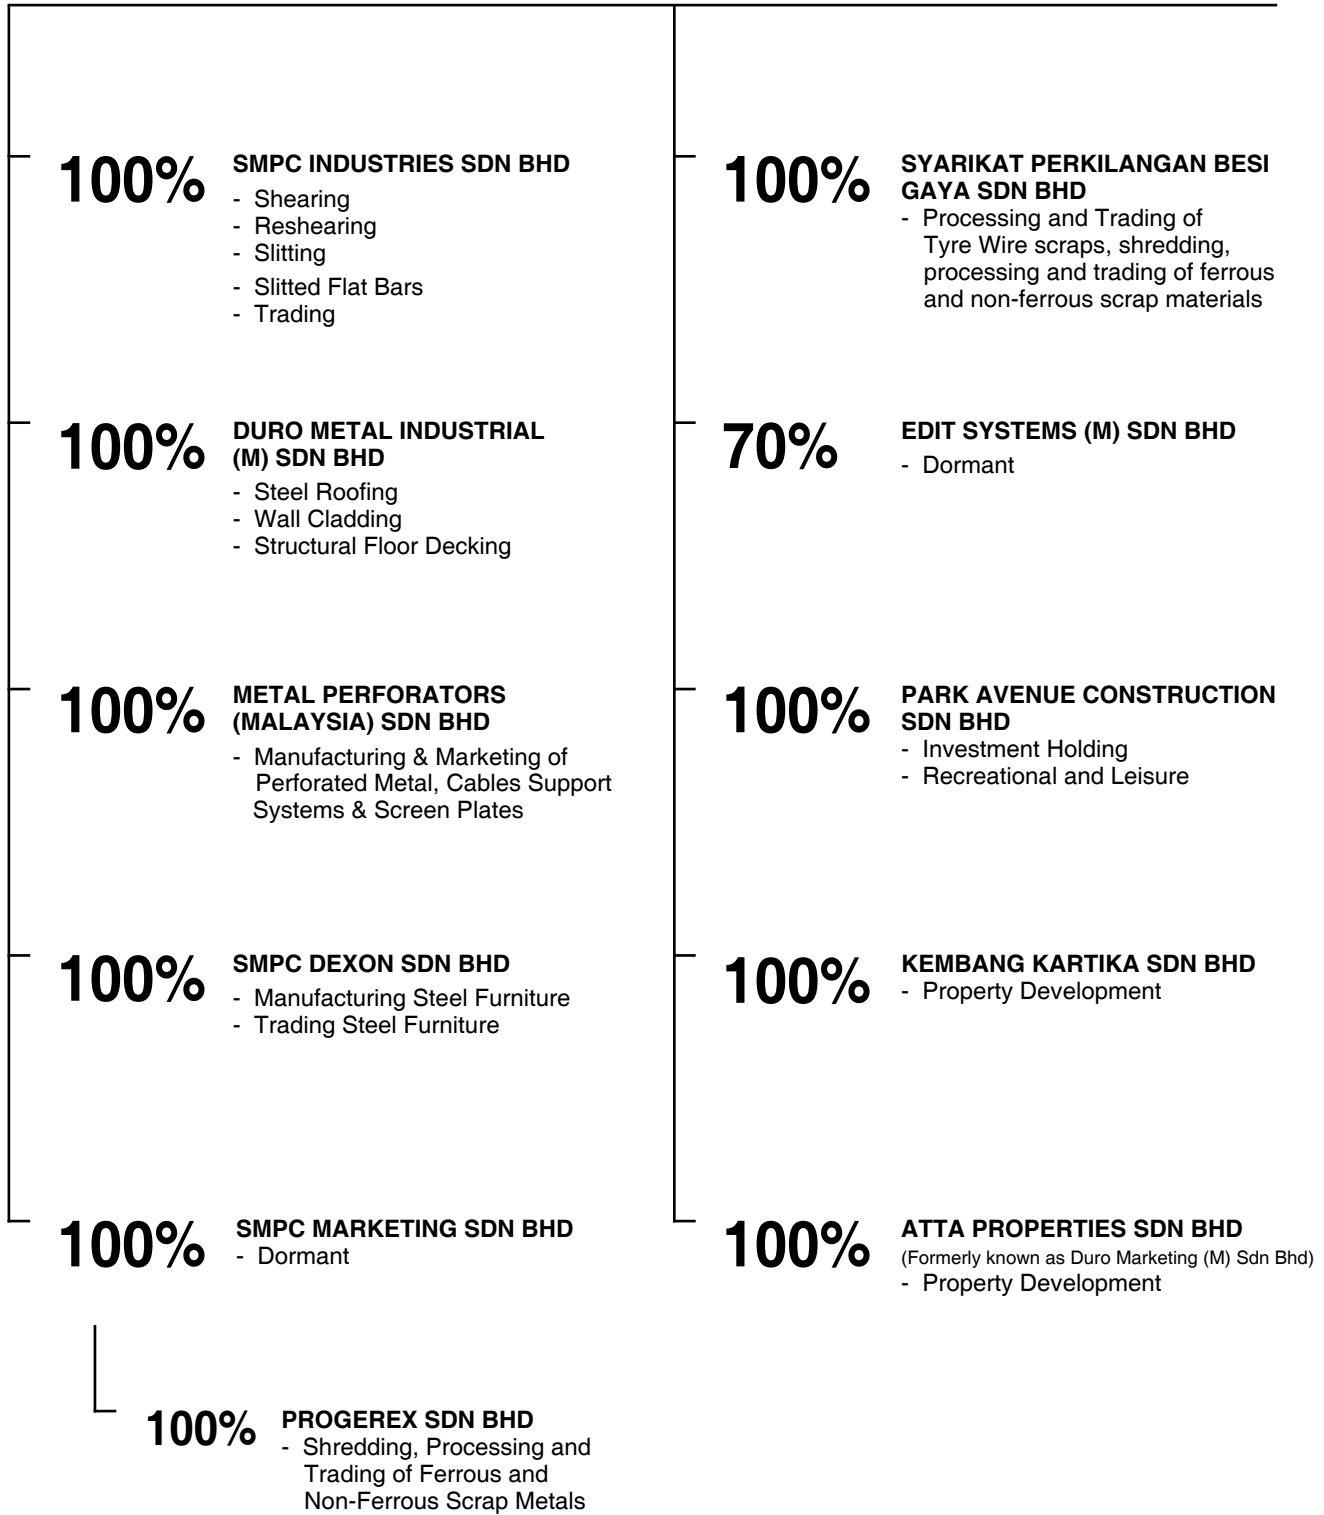 100%
SMPC INDUSTRIES SDN BHD
- Shearing
- Reshearing
- Slitting
- Slitted Flat Bars
- Trading
100%
DURO METAL INDUSTRIAL
(M) SDN BHD
- Steel Roofing
- Wall Cladding
- Structural Floor Decking
100%
METAL PERFORATORS
(MALAYSIA) SDN BHD
- Manufacturing & Marketing of
Perforated Metal, Cables Support
Systems & Screen Plates
100%
SMPC DEXON SDN BHD
- Manufacturing Steel Furniture
- Trading Steel Furniture
100%
SMPC MARKETING SDN BHD
- Dormant
100%
PROGEREX SDN BHD
- Shredding, Processing and
Trading of Ferrous and
Non-Ferrous Scrap Metals
100%
SYARIKAT PERKILANGAN BESI
GAYA SDN BHD
- Processing and Trading of
Tyre Wire scraps, shredding,
processing and trading of ferrous
and non-ferrous scrap materials
70%
EDIT SYSTEMS (M) SDN BHD
- Dormant
100%
PARK AVENUE CONSTRUCTION
SDN BHD
- Investment Holding
- Recreational and Leisure
100%
KEMBANG KARTIKA SDN BHD
- Property Development
100%
ATTA PROPERTIES SDN BHD
(Formerly known as Duro Marketing (M) Sdn Bhd)
- Property Development